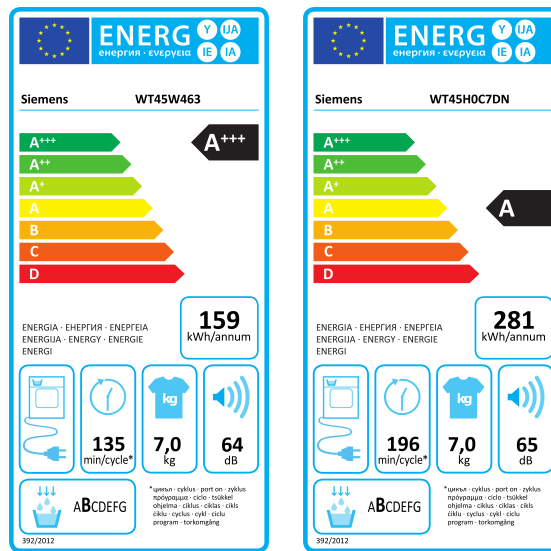 ENERG Y IJA IE IA
енергия · ενεργεια
Siemens WT45W463
A+++ A+++
A++
A+
A
B
C
D
159
kWh/annum
ENERGIA · ЕНЕРГИЯ · ΕΝΕΡΓΕΙΑ
ENERGIJA · ENERGY · ENERGIE
ENERGI
kg
135
min/cycle*
7,0
kg
64
dB
ABCDEFG
*цикъл · cyklus · port on · zyklus
πρόγραμμα · ciclo · tsükkel
ohjelma · ciklus · ciklas · cikls
ċiklu · cyclus · cykl · ciclu
program · torkomgång
392/2012
ENERG Y IJA IE IA
енергия · ενεργεια
Siemens WT45H0C7DN
A+++
A++
A+
A A
B
C
D
281
kWh/annum
ENERGIA · ЕНЕРГИЯ · ΕΝΕΡΓΕΙΑ
ENERGIJA · ENERGY · ENERGIE
ENERGI
kg
196
min/cycle*
7,0
kg
65
dB
ABCDEFG
*цикъл · cyklus · port on · zyklus
πρόγραμμα · ciclo · tsükkel
ohjelma · ciklus · ciklas · cikls
ċiklu · cyclus · cykl · ciclu
program · torkomgång
392/2012